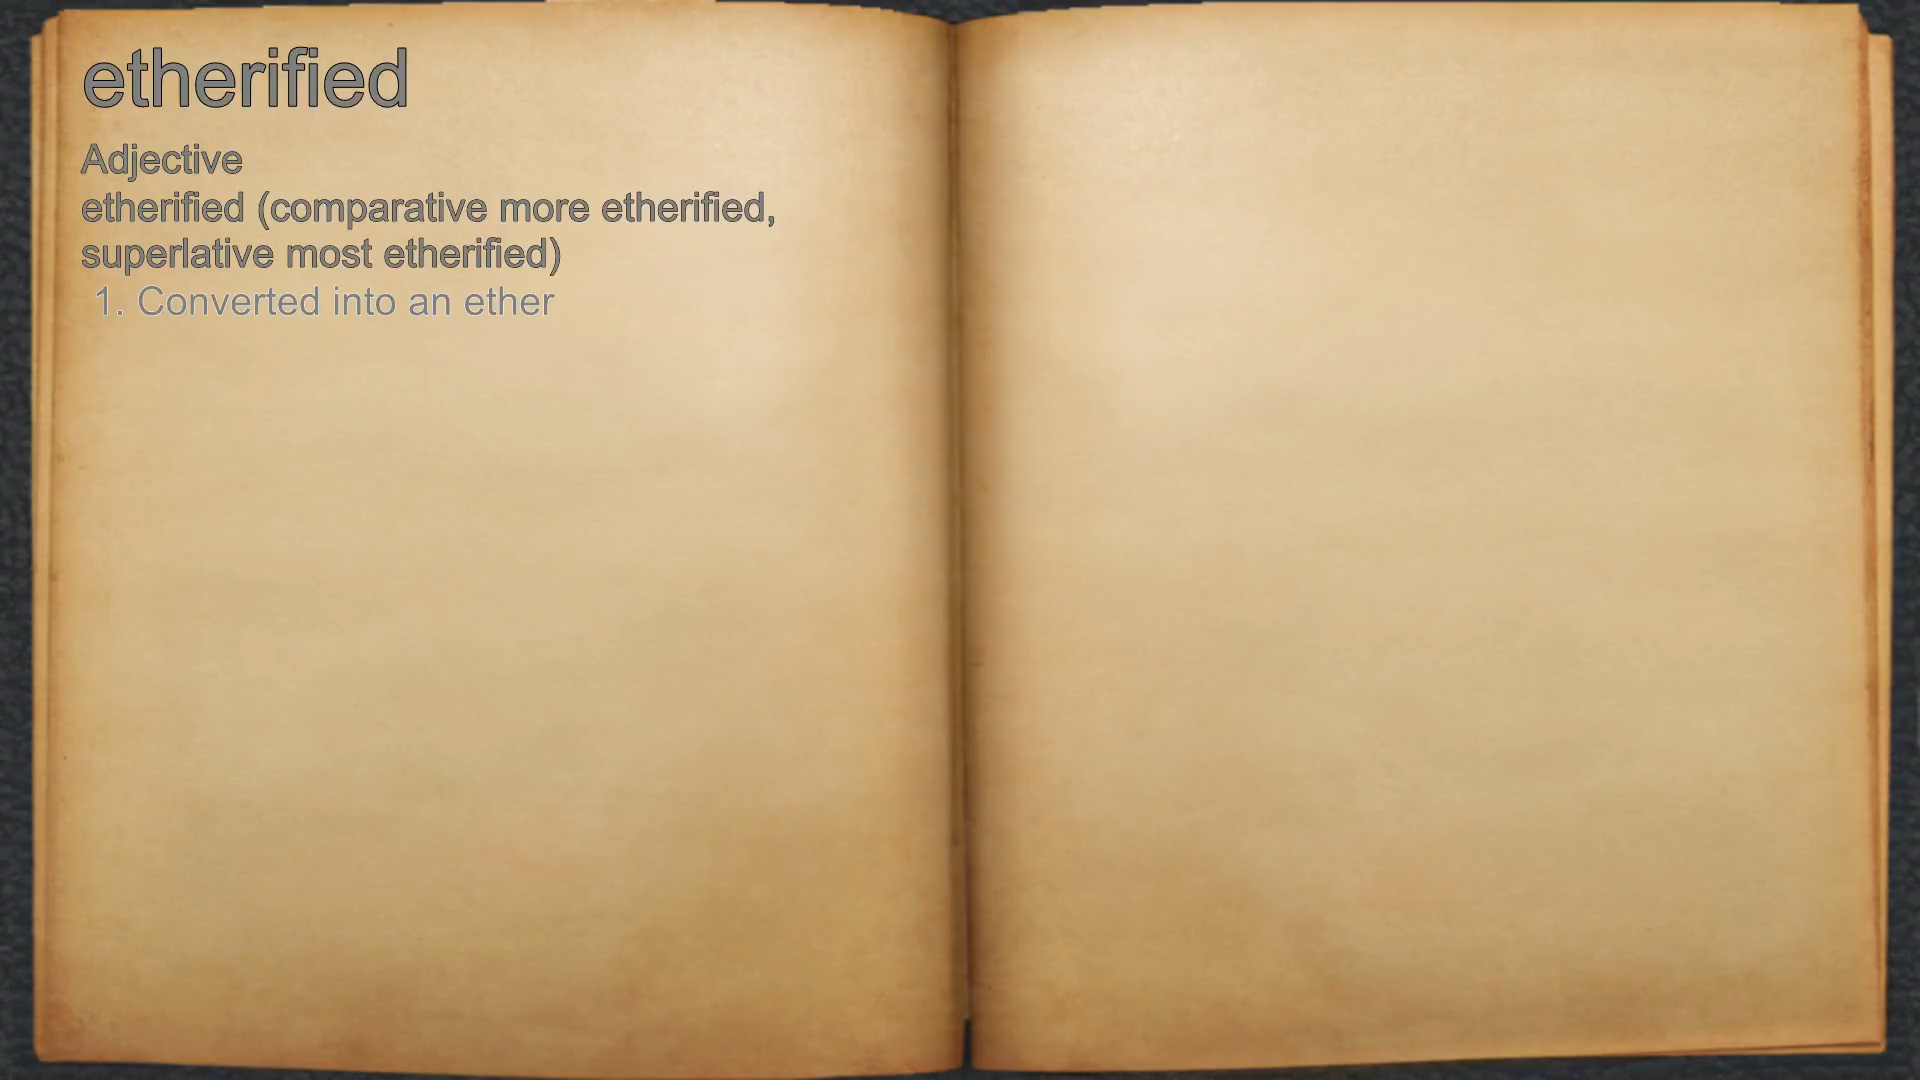 etherified
Adjective
etherified (comparative more etherified,
superlative most etherified)
1. Converted into an ether